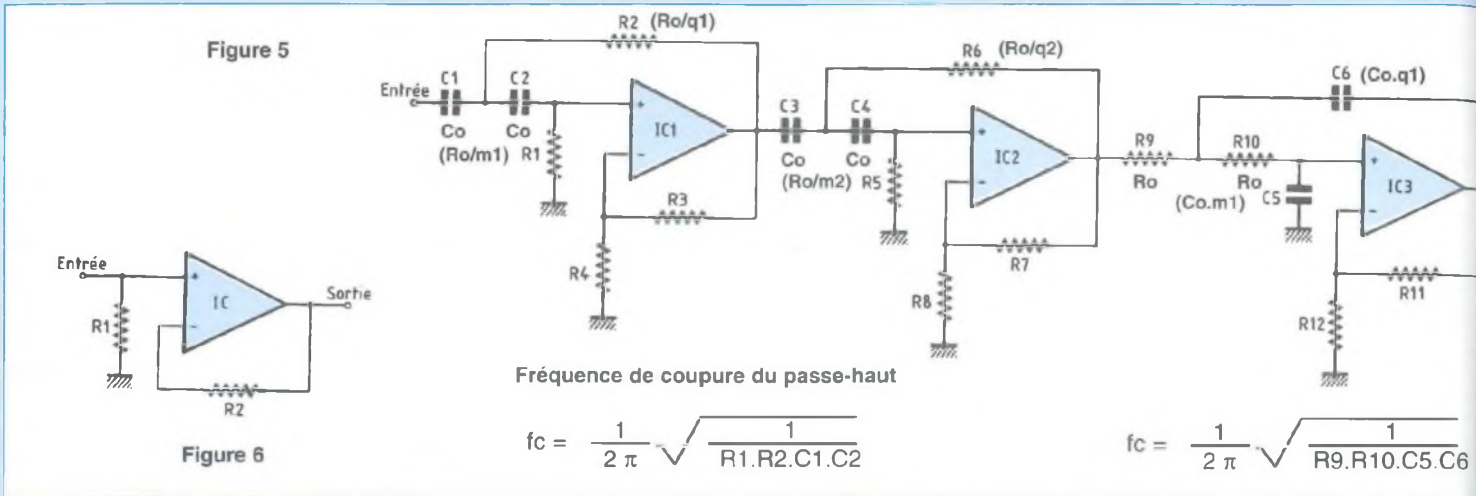 Figure 5
R2 (Ro/q1)
R6 (Ro/q2)
C6 (Co.q1)
Entrée
C1
C2
Co
Co
(Ro/m1)
R1
+
-
IC1
R3
R4
C3
C4
Co
Co
(Ro/m2)
R5
+
-
IC2
R7
R8
R9
R10
Ro
Ro
(Co.m1)
C5
+
-
IC3
R11
R12
Entrée
R1
+
-
IC
Sortie
R2
Figure 6
Fréquence de coupure du passe-haut
fc = 1 / 2 π √ 1 / R1.R2.C1.C2
fc = 1 / 2 π √ 1 / R9.R10.C5.C6